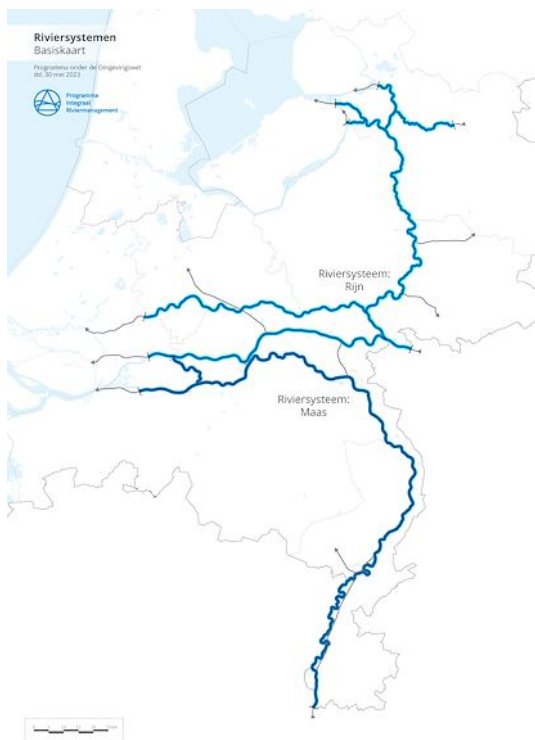 Riviersystemen
Basiskaart
Programma onder de Omgevingswet
dd. 30 mei 2023
Programma
Integraal
Riviermanagement
Riviersysteem:
Rijn
Riviersysteem:
Maas